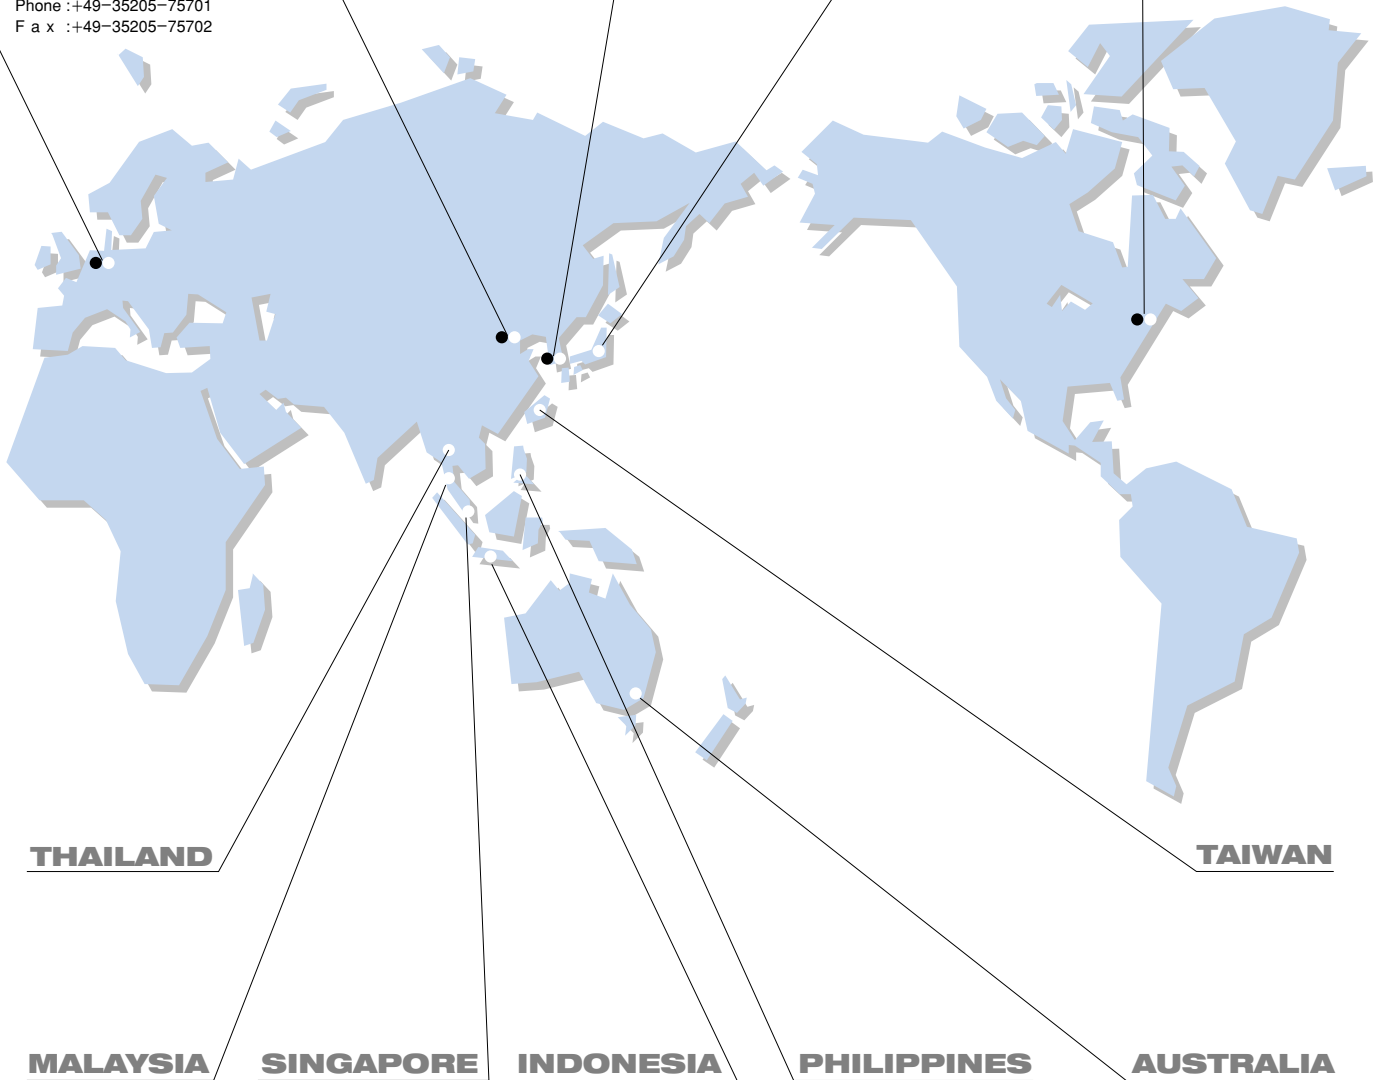 Phone :+49-35205-75701
F a x :+49-35205-75702
THAILAND
TAIWAN
MALAYSIA
SINGAPORE
INDONESIA
PHILIPPINES
AUSTRALIA